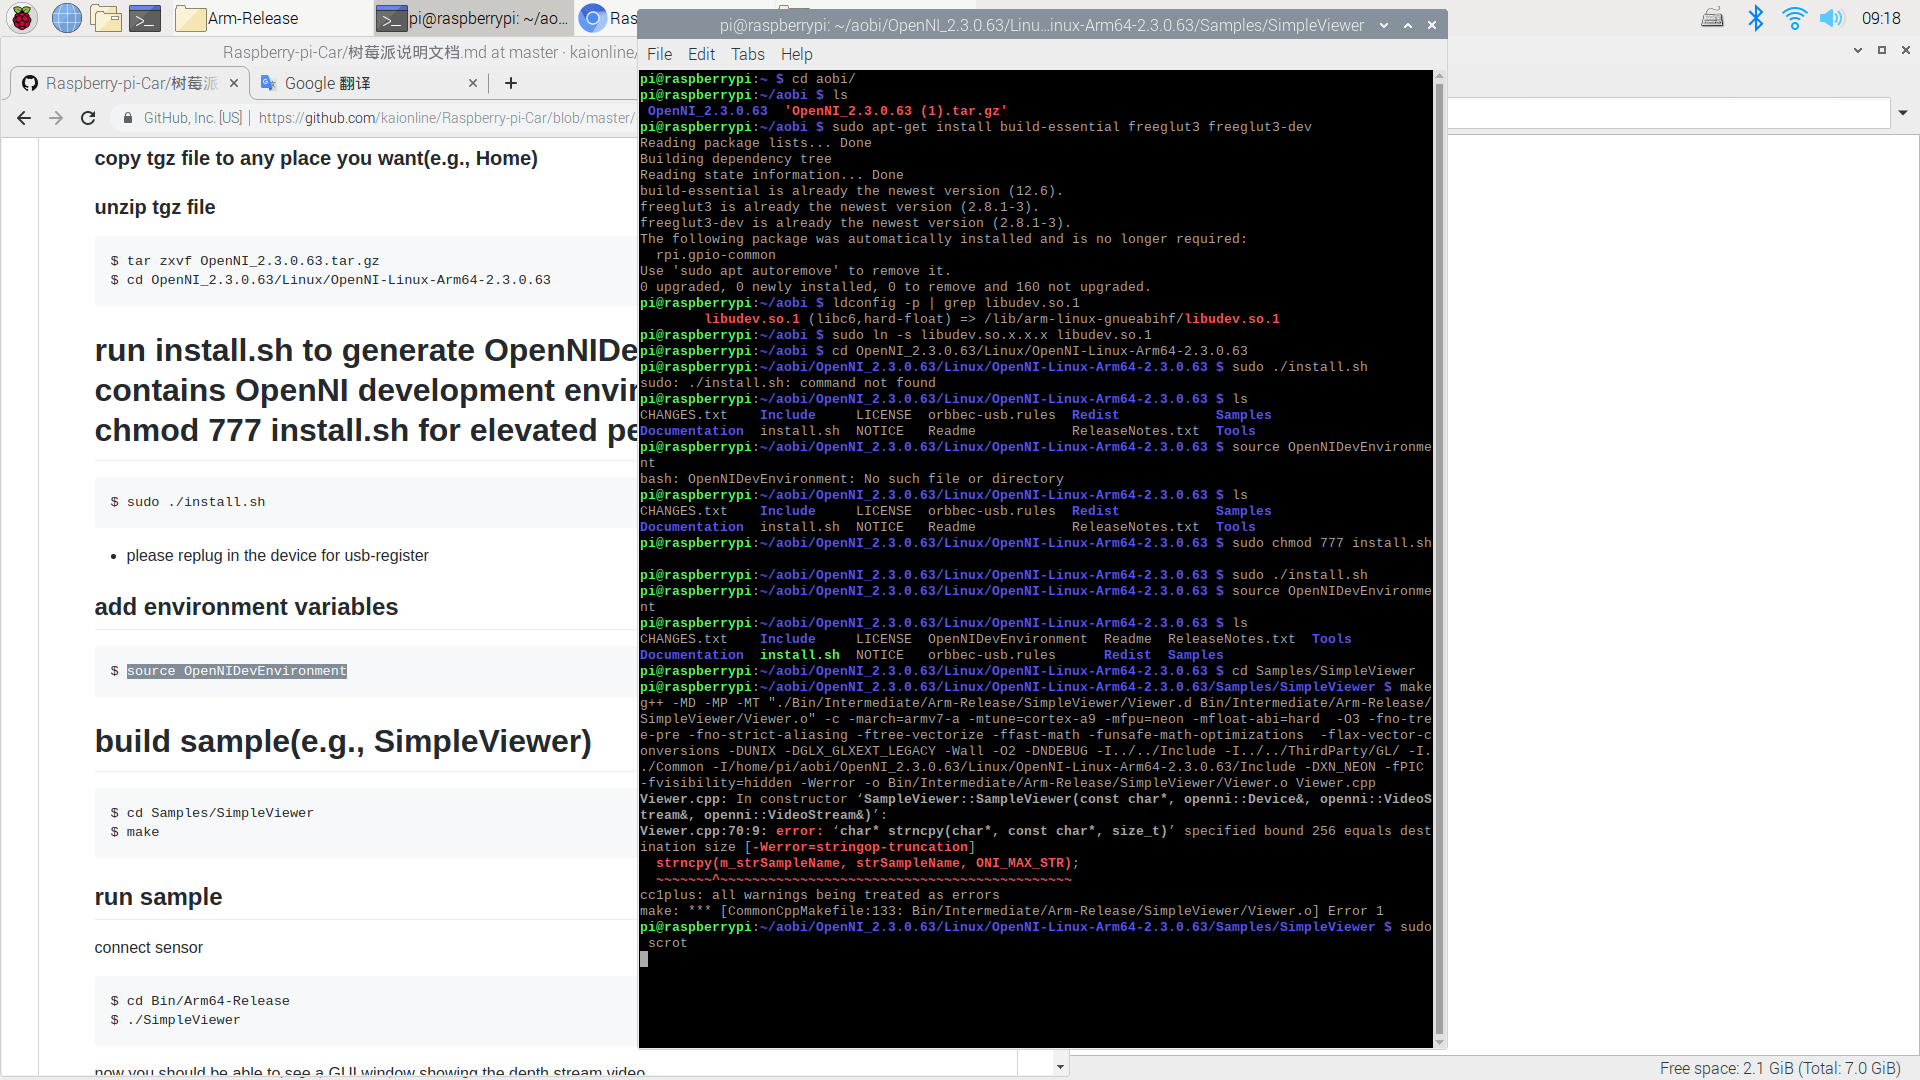 Arm-Release
pi@raspberrypi: ~/ao...
Ras
09:18
Raspberry-pi-Car/树莓派说明文档.md at master · kaionline/
Raspberry-pi-Car/树莓派
Google 翻译
GitHub, Inc. [US]
https://github.com/kaionline/Raspberry-pi-Car/blob/master/
copy tgz file to any place you want(e.g., Home)
unzip tgz file
$ tar zxvf OpenNI_2.3.0.63.tar.gz
$ cd OpenNI_2.3.0.63/Linux/OpenNI-Linux-Arm64-2.3.0.63
run install.sh to generate OpenNIDe
contains OpenNI development envir
chmod 777 install.sh for elevated pe
$ sudo ./install.sh
• please replug in the device for usb-register
add environment variables
$ source OpenNIDevEnvironment
build sample(e.g., SimpleViewer)
$ cd Samples/SimpleViewer
$ make
run sample
connect sensor
$ cd Bin/Arm64-Release
$ ./SimpleViewer
now you should be able to see a GUI window showing the depth stream video
pi@raspberrypi: ~/aobi/OpenNI_2.3.0.63/Linu...inux-Arm64-2.3.0.63/Samples/SimpleViewer
File Edit Tabs Help
pi@raspberrypi:~ $ cd aobi/
pi@raspberrypi:~/aobi $ ls
OpenNI_2.3.0.63  'OpenNI_2.3.0.63 (1).tar.gz'
pi@raspberrypi:~/aobi $ sudo apt-get install build-essential freeglut3 freeglut3-dev
Reading package lists... Done
Building dependency tree
Reading state information... Done
build-essential is already the newest version (12.6).
freeglut3 is already the newest version (2.8.1-3).
freeglut3-dev is already the newest version (2.8.1-3).
The following package was automatically installed and is no longer required:
rpi.gpio-common
Use 'sudo apt autoremove' to remove it.
0 upgraded, 0 newly installed, 0 to remove and 160 not upgraded.
pi@raspberrypi:~/aobi $ ldconfig -p | grep libudev.so.1
libudev.so.1 (libc6,hard-float) => /lib/arm-linux-gnueabihf/libudev.so.1
pi@raspberrypi:~/aobi $ sudo ln -s libudev.so.x.x.x libudev.so.1
pi@raspberrypi:~/aobi $ cd OpenNI_2.3.0.63/Linux/OpenNI-Linux-Arm64-2.3.0.63
pi@raspberrypi:~/aobi/OpenNI_2.3.0.63/Linux/OpenNI-Linux-Arm64-2.3.0.63 $ sudo ./install.sh
sudo: ./install.sh: command not found
pi@raspberrypi:~/aobi/OpenNI_2.3.0.63/Linux/OpenNI-Linux-Arm64-2.3.0.63 $ ls
CHANGES.txt    Include     LICENSE  orbbec-usb.rules  Redist            Samples
Documentation  install.sh  NOTICE   Readme            ReleaseNotes.txt  Tools
pi@raspberrypi:~/aobi/OpenNI_2.3.0.63/Linux/OpenNI-Linux-Arm64-2.3.0.63 $ source OpenNIDevEnvironme
nt
bash: OpenNIDevEnvironment: No such file or directory
pi@raspberrypi:~/aobi/OpenNI_2.3.0.63/Linux/OpenNI-Linux-Arm64-2.3.0.63 $ ls
CHANGES.txt    Include     LICENSE  orbbec-usb.rules  Redist            Samples
Documentation  install.sh  NOTICE   Readme            ReleaseNotes.txt  Tools
pi@raspberrypi:~/aobi/OpenNI_2.3.0.63/Linux/OpenNI-Linux-Arm64-2.3.0.63 $ sudo chmod 777 install.sh
pi@raspberrypi:~/aobi/OpenNI_2.3.0.63/Linux/OpenNI-Linux-Arm64-2.3.0.63 $ sudo ./install.sh
pi@raspberrypi:~/aobi/OpenNI_2.3.0.63/Linux/OpenNI-Linux-Arm64-2.3.0.63 $ source OpenNIDevEnvironme
nt
pi@raspberrypi:~/aobi/OpenNI_2.3.0.63/Linux/OpenNI-Linux-Arm64-2.3.0.63 $ ls
CHANGES.txt    Include     LICENSE  OpenNIDevEnvironment  Readme  ReleaseNotes.txt  Tools
Documentation  install.sh  NOTICE   orbbec-usb.rules      Redist  Samples
pi@raspberrypi:~/aobi/OpenNI_2.3.0.63/Linux/OpenNI-Linux-Arm64-2.3.0.63 $ cd Samples/SimpleViewer
pi@raspberrypi:~/aobi/OpenNI_2.3.0.63/Linux/OpenNI-Linux-Arm64-2.3.0.63/Samples/SimpleViewer $ make
g++ -MD -MP -MT "./Bin/Intermediate/Arm-Release/SimpleViewer/Viewer.d Bin/Intermediate/Arm-Release/
SimpleViewer/Viewer.o" -c -march=armv7-a -mtune=cortex-a9 -mfpu=neon -mfloat-abi=hard  -O3 -fno-tre
e-pre -fno-strict-aliasing -ftree-vectorize -ffast-math -funsafe-math-optimizations  -flax-vector-c
onversions -DUNIX -DGLX_GLXEXT_LEGACY -Wall -O2 -DNDEBUG -I../../Include -I../../ThirdParty/GL/ -I.
./Common -I/home/pi/aobi/OpenNI_2.3.0.63/Linux/OpenNI-Linux-Arm64-2.3.0.63/Include -DXN_NEON -fPIC
-fvisibility=hidden -Werror -o Bin/Intermediate/Arm-Release/SimpleViewer/Viewer.o Viewer.cpp
Viewer.cpp: In constructor ‘SampleViewer::SampleViewer(const char*, openni::Device&, openni::VideoS
tream&, openni::VideoStream&)’:
Viewer.cpp:70:9: error: ‘char* strncpy(char*, const char*, size_t)’ specified bound 256 equals dest
ination size [-Werror=stringop-truncation]
strncpy(m_strSampleName, strSampleName, ONI_MAX_STR);
~~~~~~~^~~~~~~~~~~~~~~~~~~~~~~~~~~~~~~~~~~~~~~~~~~~~
cc1plus: all warnings being treated as errors
make: *** [CommonCppMakefile:133: Bin/Intermediate/Arm-Release/SimpleViewer/Viewer.o] Error 1
pi@raspberrypi:~/aobi/OpenNI_2.3.0.63/Linux/OpenNI-Linux-Arm64-2.3.0.63/Samples/SimpleViewer $ sudo
scrot
Free space: 2.1 GiB (Total: 7.0 GiB)